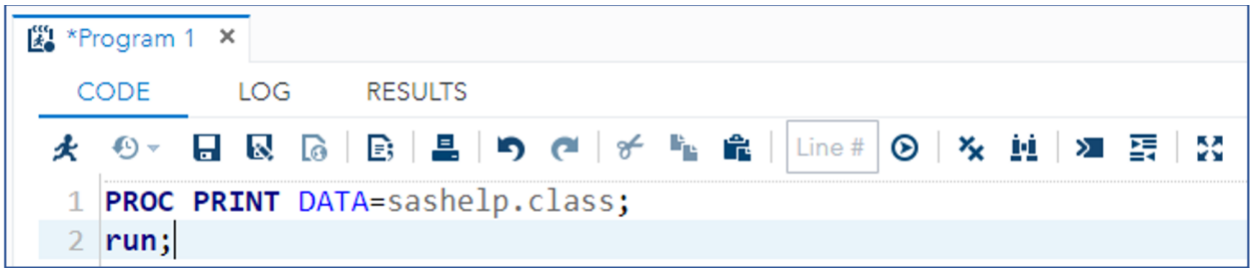 *Program 1 ×
CODE LOG RESULTS
Line #
1 PROC PRINT DATA=sashelp.class;
2 run;